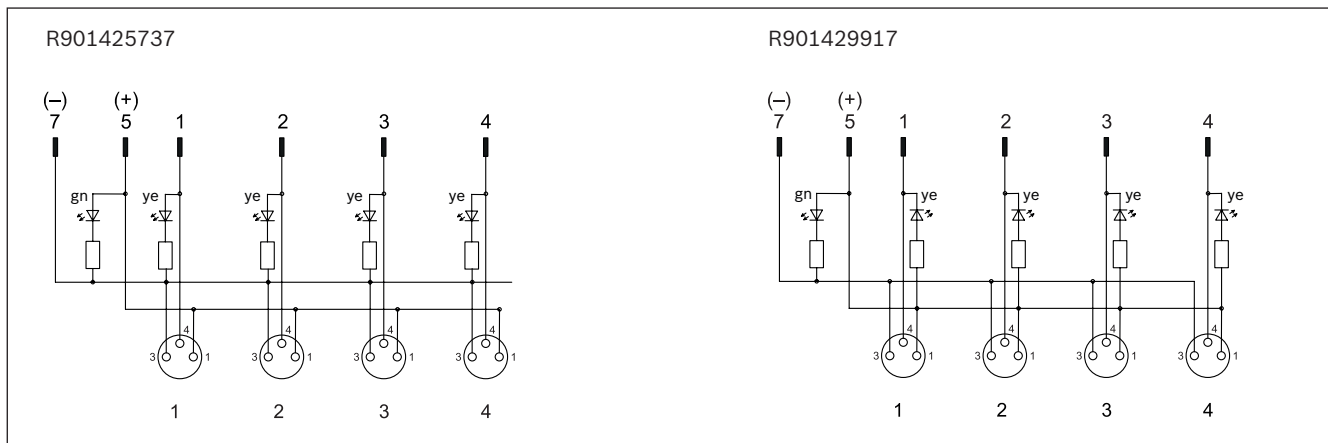 R901425737
R901429917
(–) (+)
7 5 1 2 3 4
gn ye ye ye ye
4 4 4 4
3 1 3 1 3 1 3 1
1 2 3 4
(–) (+)
7 5 1 2 3 4
gn ye ye ye ye
4 4 4 4
3 1 3 1 3 1 3 1
1 2 3 4